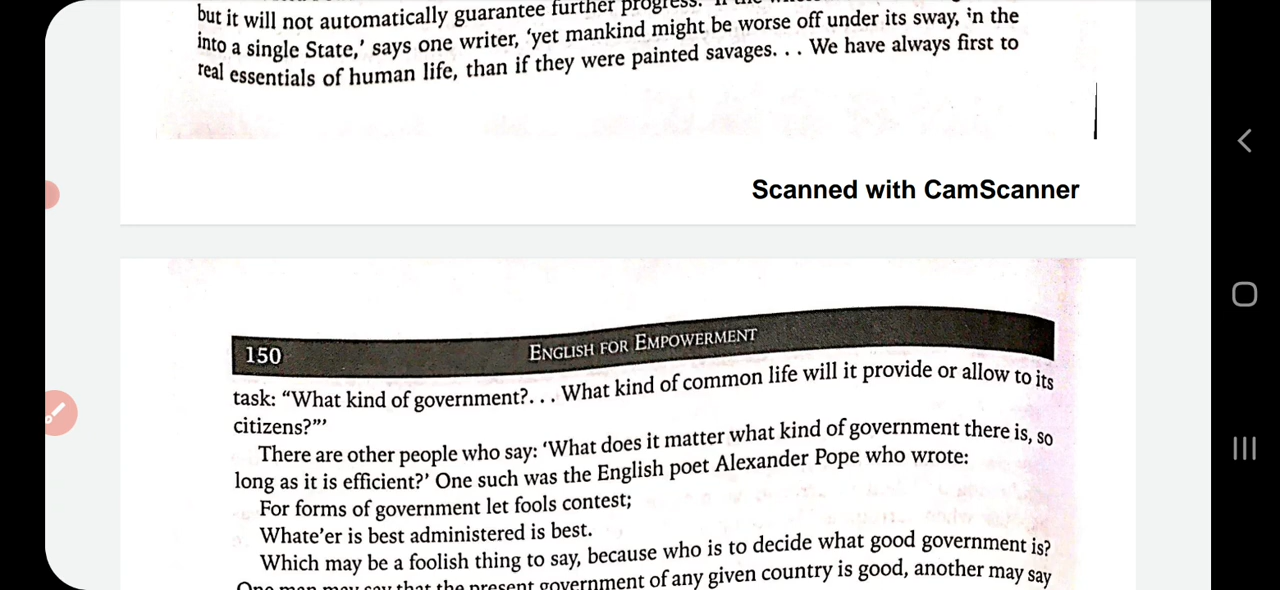 but it will not automatically guarantee further progress.
into a single State,' says one writer, 'yet mankind might be worse off under its sway, in the
real essentials of human life, than if they were painted savages. . . We have always first to
Scanned with CamScanner
150
ENGLISH FOR EMPOWERMENT
task: “What kind of government?. . . What kind of common life will it provide or allow to its
citizens?”’
There are other people who say: ‘What does it matter what kind of government there is, so
long as it is efficient?’ One such was the English poet Alexander Pope who wrote:
For forms of government let fools contest;
Whate'er is best administered is best.
Which may be a foolish thing to say, because who is to decide what good government is?
One man may say that the present government of any given country is good, another may say